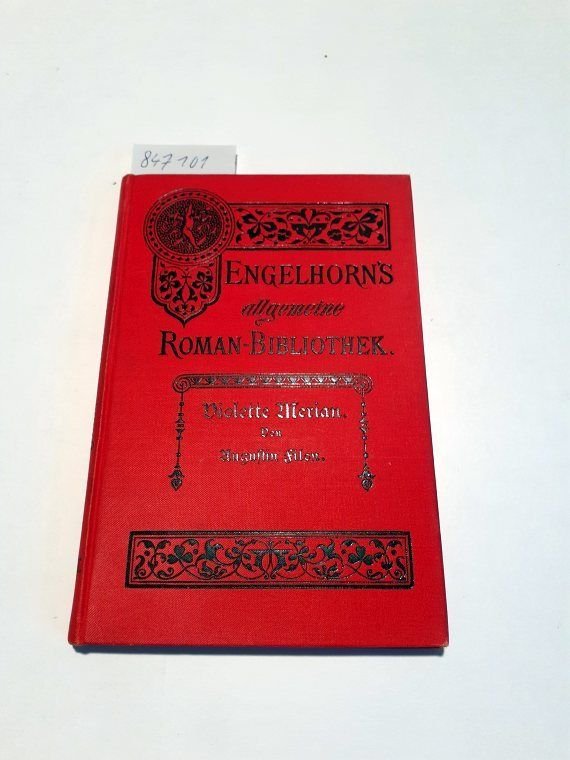 847101
ENGELHORN'S
allgemeine
ROMAN-BIBLIOTHEK.
Violette Merian.
Von
Augustin Filon.